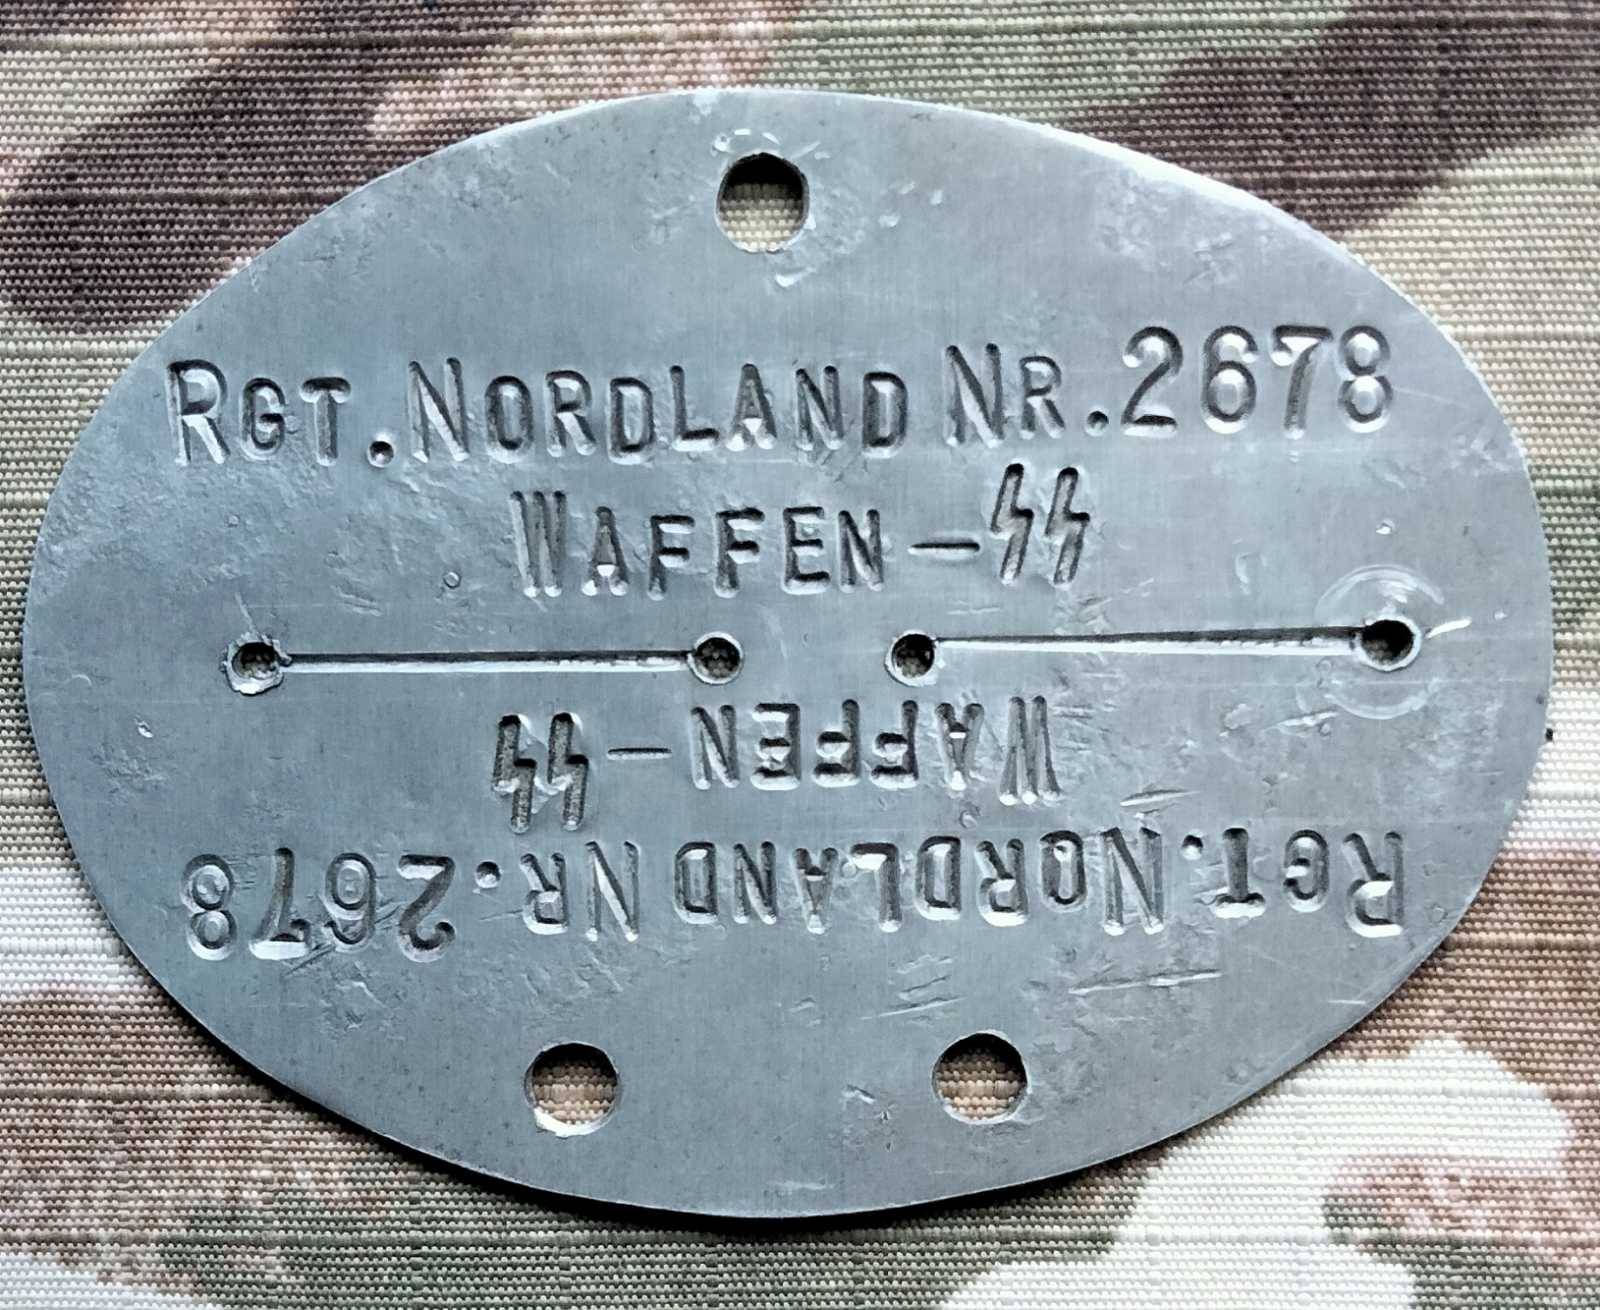 RGT. NORDLAND NR. 2678
WAFFEN-ᛋᛋ
WAFFEN-ᛋᛋ
RGT. NORDLAND NR. 2678